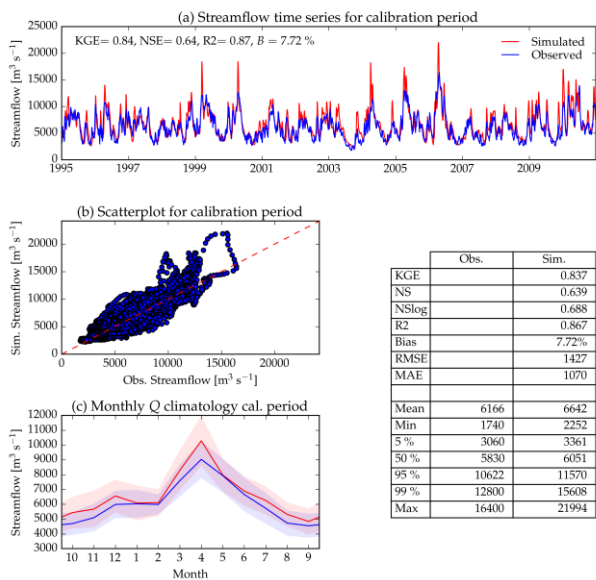 (a) Streamflow time series for calibration period
KGE= 0.84, NSE= 0.64, R2= 0.87, B = 7.72 %
Simulated
Observed
Streamflow [m³ s⁻¹]
25000
20000
15000
10000
5000
0
1995 1997 1999 2001 2003 2005 2007 2009
(b) Scatterplot for calibration period
Sim. Streamflow [m³ s⁻¹]
20000
15000
10000
5000
0
0 5000 10000 15000 20000
Obs. Streamflow [m³ s⁻¹]
(c) Monthly Q climatology cal. period
Streamflow [m³ s⁻¹]
12000
11000
10000
9000
8000
7000
6000
5000
4000
3000
10 11 12 1 2 3 4 5 6 7 8 9
Month
Obs. Sim.
KGE 0.837
NS 0.639
NSlog 0.688
R2 0.867
Bias 7.72%
RMSE 1427
MAE 1070
Mean 6166 6642
Min 1740 2252
5 % 3060 3361
50 % 5830 6051
95 % 10622 11570
99 % 12800 15608
Max 16400 21994